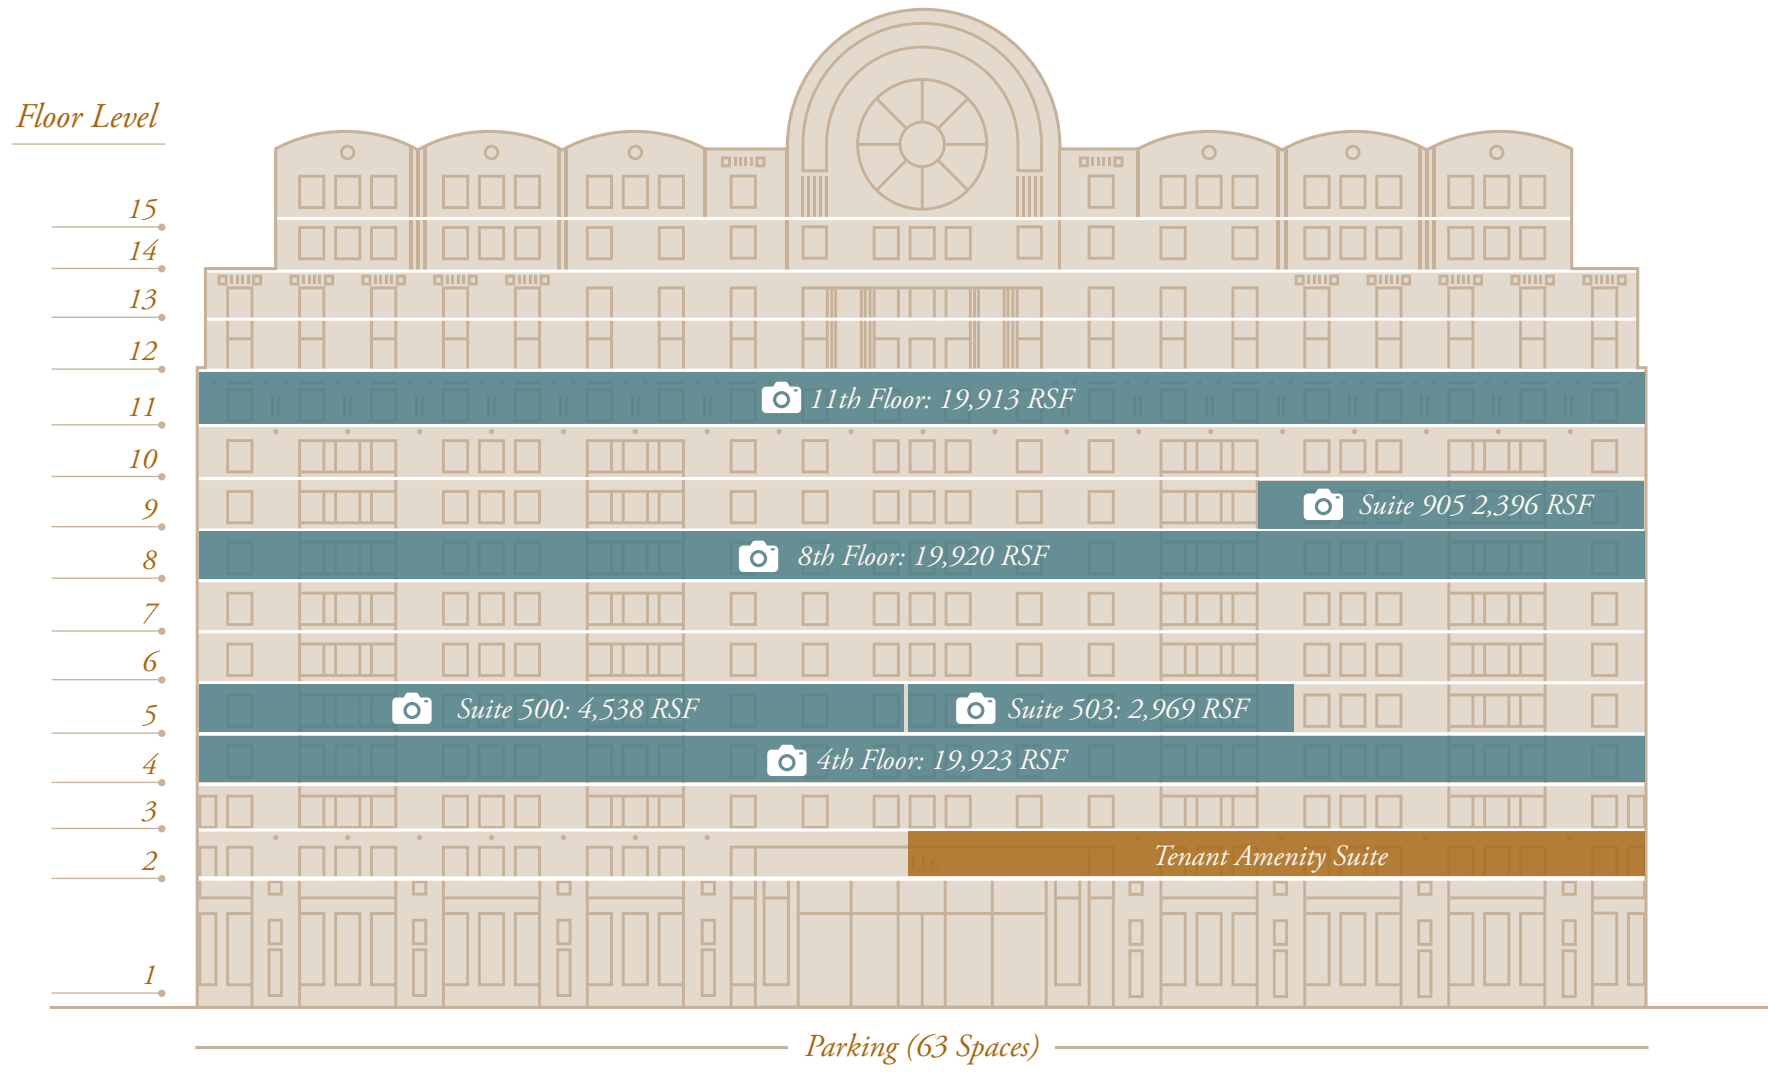 Floor Level
15
14
13
12
11
11th Floor: 19,913 RSF
10
9
Suite 905 2,396 RSF
8
8th Floor: 19,920 RSF
7
6
5
Suite 500: 4,538 RSF
Suite 503: 2,969 RSF
4
4th Floor: 19,923 RSF
3
2
116
Tenant Amenity Suite
1
Parking (63 Spaces)